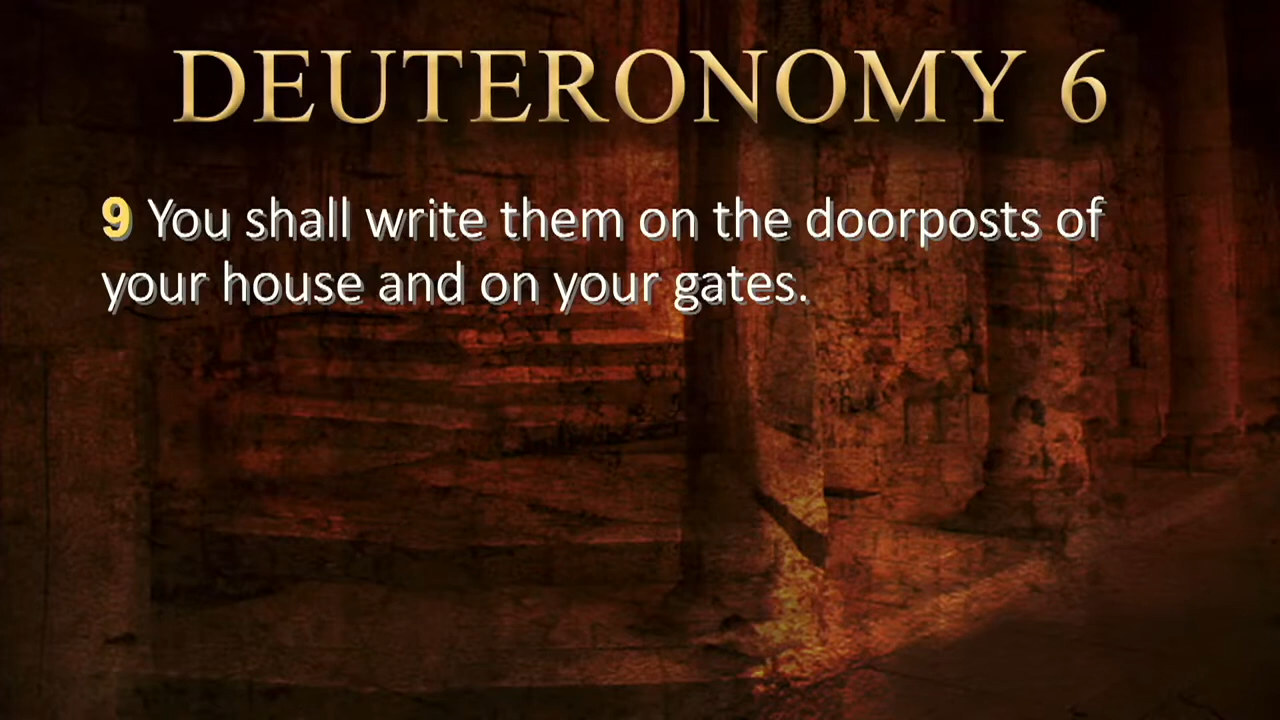 DEUTERONOMY 6
9 You shall write them on the doorposts of
your house and on your gates.